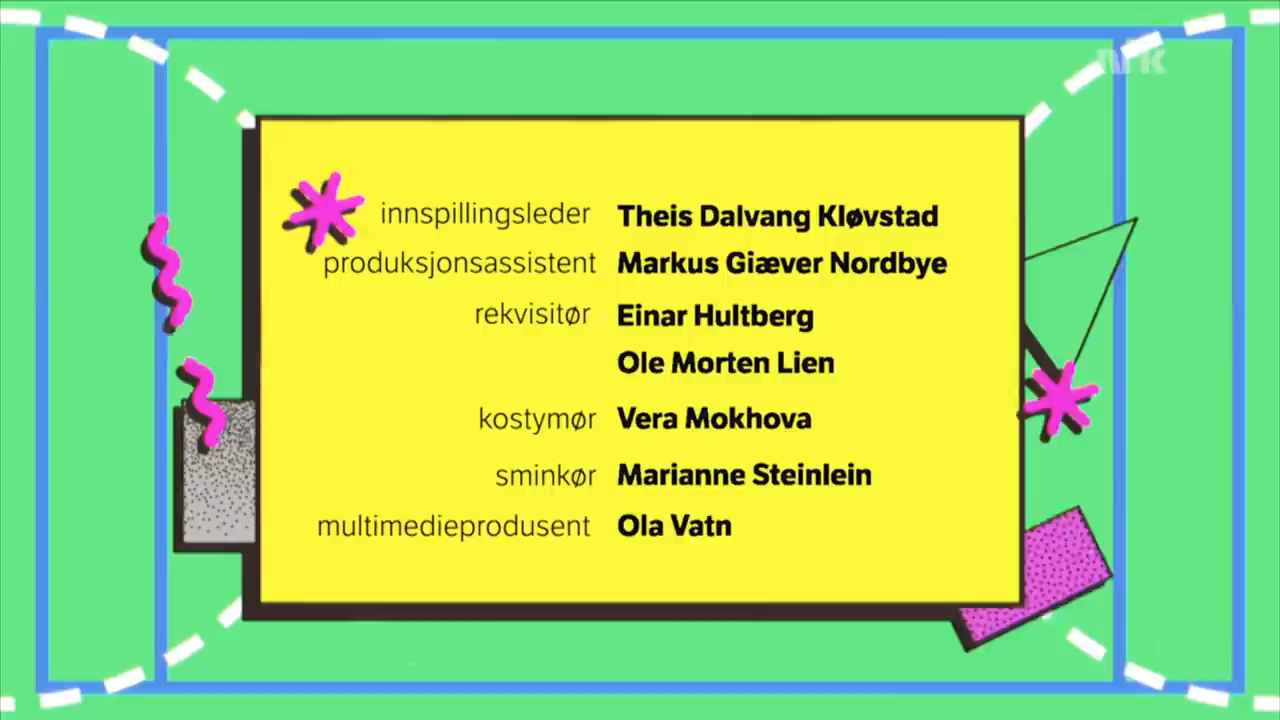 nrk
innspillingsleder Theis Dalvang Kløvstad
produksjonsassistent Markus Giæver Nordbye
rekvisitør Einar Hultberg
Ole Morten Lien
kostymør Vera Mokhova
sminkør Marianne Steinlein
multimedieprodusent Ola Vatn